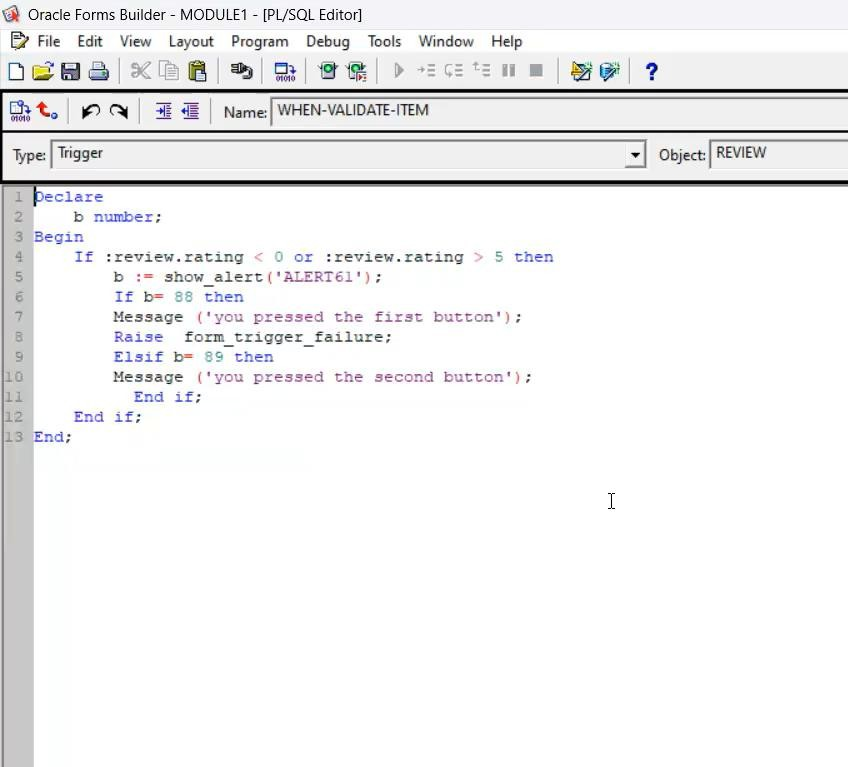 Oracle Forms Builder - MODULE1 - [PL/SQL Editor]
File Edit View Layout Program Debug Tools Window Help
Name: WHEN-VALIDATE-ITEM
Type: Trigger Object: REVIEW
1 Declare
2 b number;
3 Begin
4 If :review.rating < 0 or :review.rating > 5 then
5 b := show_alert('ALERT61');
6 If b= 88 then
7 Message ('you pressed the first button');
8 Raise form_trigger_failure;
9 Elsif b= 89 then
10 Message ('you pressed the second button');
11 End if;
12 End if;
13 End;